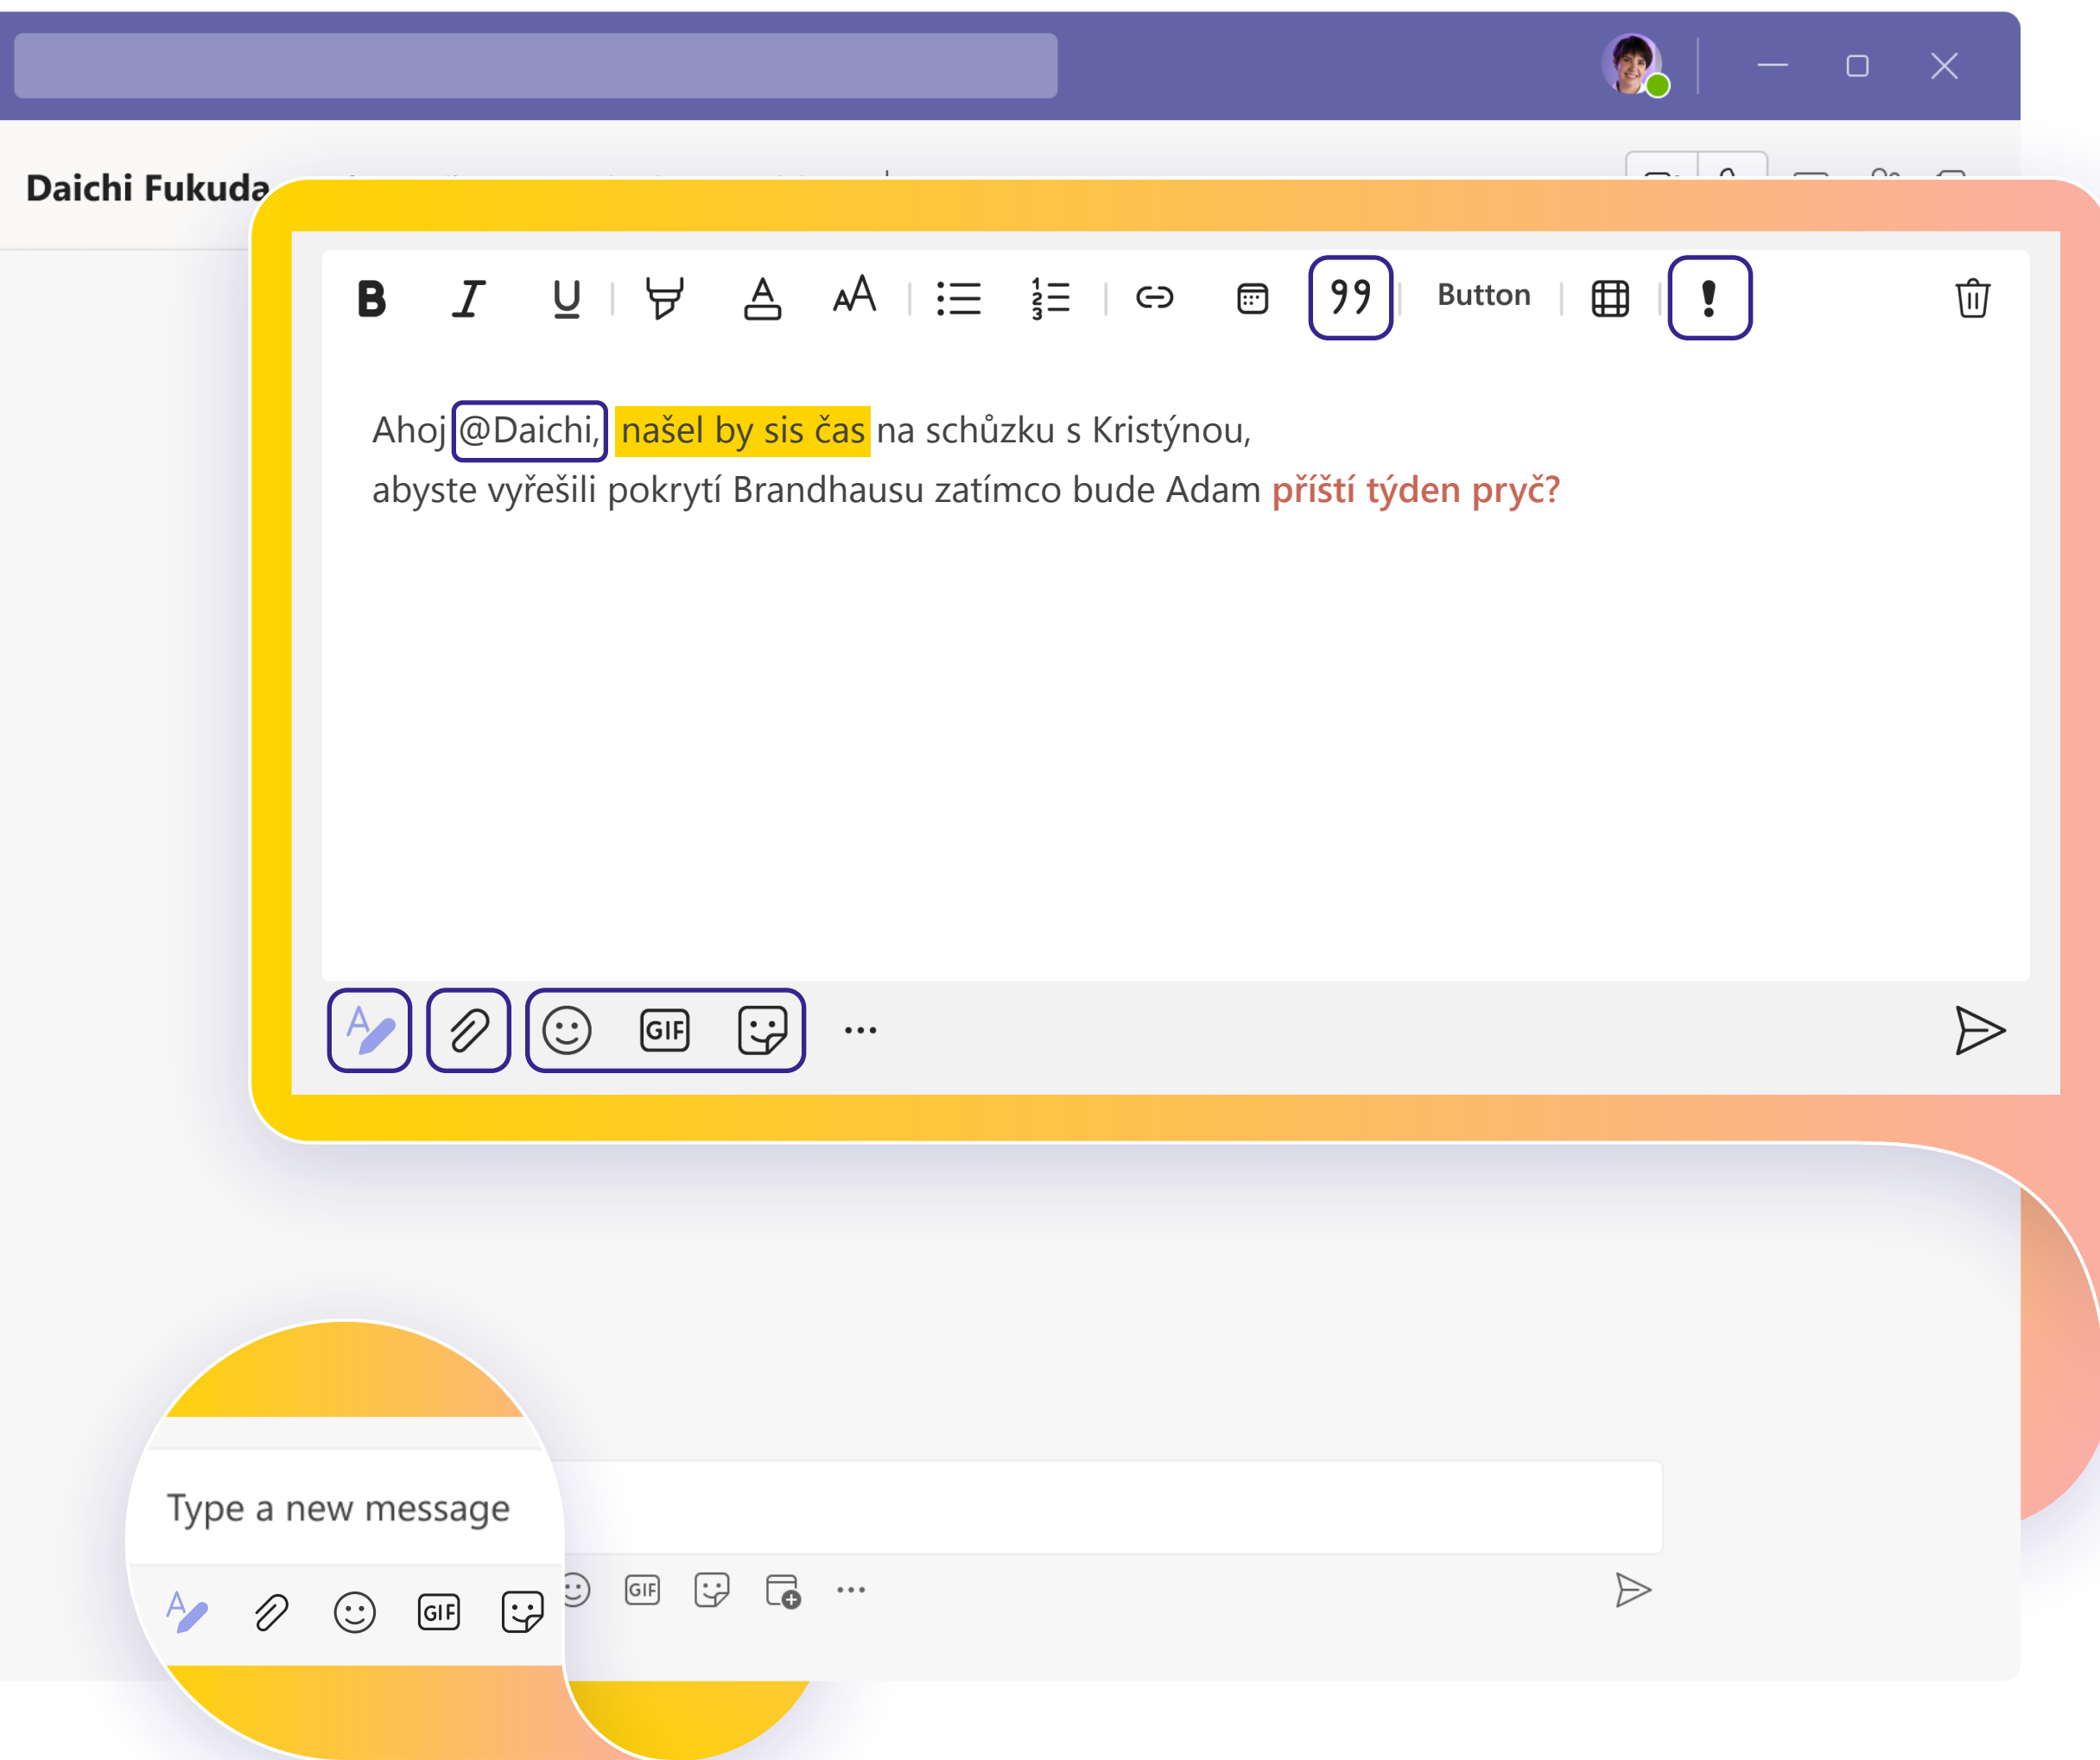 Daichi Fukuda
Button
Ahoj @Daichi, našel by sis čas na schůzku s Kristýnou,
abyste vyřešili pokrytí Brandhausu zatímco bude Adam příští týden pryč?
GIF
Type a new message
GIF
GIF